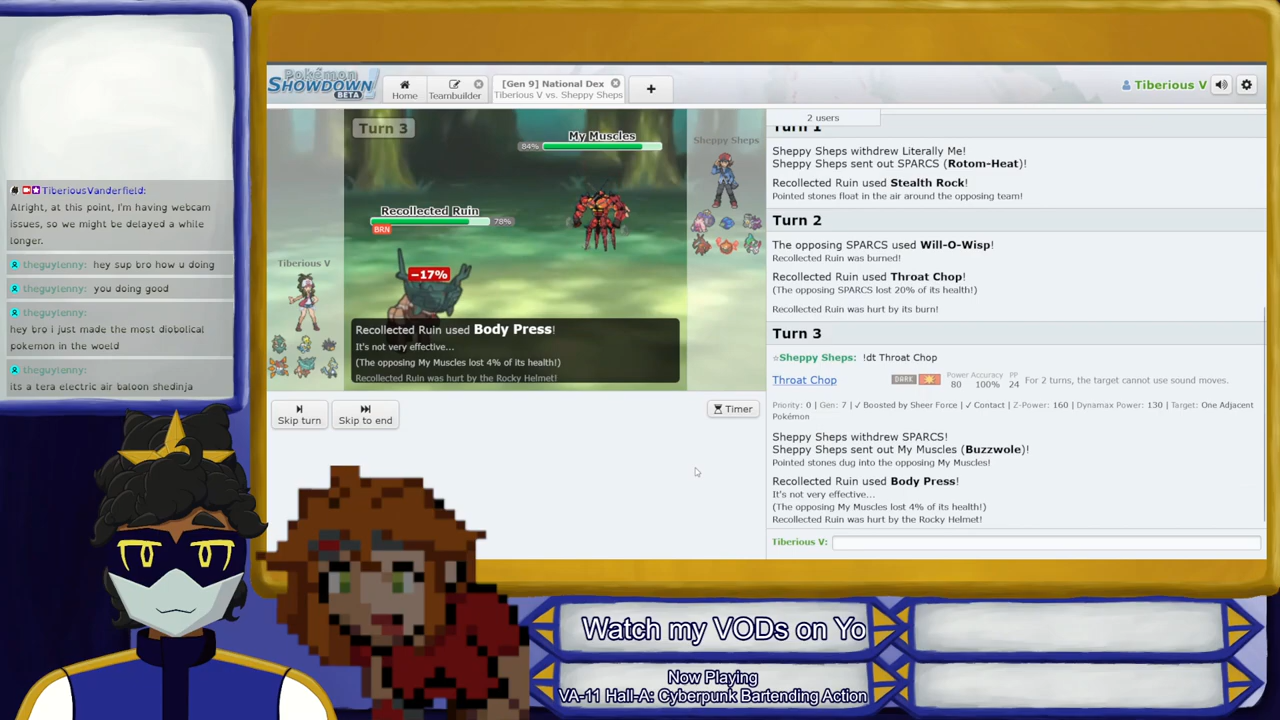 TiberiousVanderfield:
Alright, at this point, I'm having webcam
issues, so we might be delayed a while
longer.
theguylenny: hey sup bro how u doing
theguylenny: you doing good
theguylenny:
hey bro i just made the most diobolical
pokemon in the woeld
theguylenny:
its a tera electric air baloon shedinja
Pokémon
SHOWDOWN!
BETA
Home
Teambuilder
[Gen 9] National Dex
Tiberious V vs. Sheppy Sheps
+
Tiberious V
Turn 3
My Muscles
84%
Recollected Ruin
78%
BRN
-17%
Tiberious V
Sheppy Sheps
Recollected Ruin used Body Press!
It's not very effective...
(The opposing My Muscles lost 4% of its health!)
Recollected Ruin was hurt by the Rocky Helmet!
Skip turn
Skip to end
Timer
2 users
Turn 1
Sheppy Sheps withdrew Literally Me!
Sheppy Sheps sent out SPARCS (Rotom-Heat)!
Recollected Ruin used Stealth Rock!
Pointed stones float in the air around the opposing team!
Turn 2
The opposing SPARCS used Will-O-Wisp!
Recollected Ruin was burned!
Recollected Ruin used Throat Chop!
(The opposing SPARCS lost 20% of its health!)
Recollected Ruin was hurt by its burn!
Turn 3
☆Sheppy Sheps: !dt Throat Chop
Throat Chop DARK Power 80 Accuracy 100% PP 24 For 2 turns, the target cannot use sound moves.
Priority: 0 | Gen: 7 | ✓ Boosted by Sheer Force | ✓ Contact | Z-Power: 160 | Dynamax Power: 130 | Target: One Adjacent
Pokémon
Sheppy Sheps withdrew SPARCS!
Sheppy Sheps sent out My Muscles (Buzzwole)!
Pointed stones dug into the opposing My Muscles!
Recollected Ruin used Body Press!
It's not very effective...
(The opposing My Muscles lost 4% of its health!)
Recollected Ruin was hurt by the Rocky Helmet!
Tiberious V:
Watch my VODs on Yo
Now Playing
VA-11 Hall-A: Cyberpunk Bartending Action